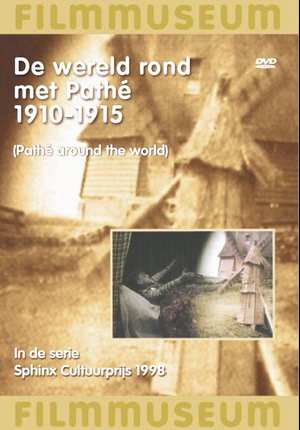 FILMMUSEUM
De wereld rond
met Pathé
1910-1915
DVD
(Pathé around the world)
In de serie
Sphinx Cultuurprijs 1998
FILMMUSEUM